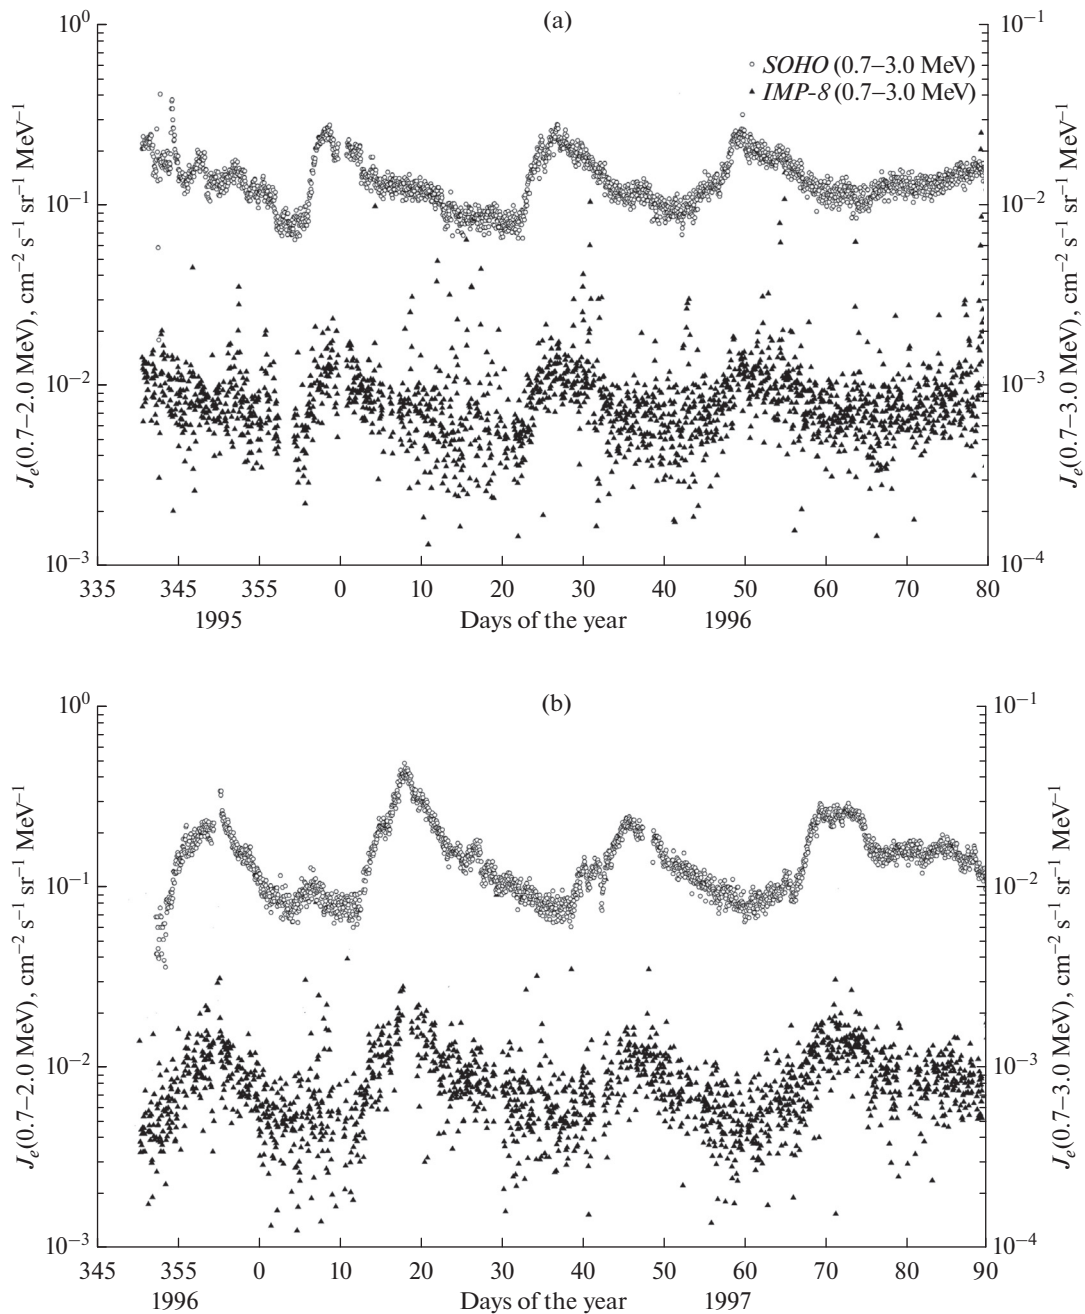 (a)
10⁰
10⁻¹
10⁻²
10⁻³
Jₑ(0.7–2.0 MeV), cm⁻² s⁻¹ sr⁻¹ MeV⁻¹
SOHO (0.7–3.0 MeV)
IMP-8 (0.7–3.0 MeV)
10⁻¹
10⁻²
10⁻³
10⁻⁴
Jₑ(0.7–3.0 MeV), cm⁻² s⁻¹ sr⁻¹ MeV⁻¹
335 345 355 0 10 20 30 40 50 60 70 80
1995 Days of the year 1996
(b)
10⁰
10⁻¹
10⁻²
10⁻³
Jₑ(0.7–2.0 MeV), cm⁻² s⁻¹ sr⁻¹ MeV⁻¹
10⁻¹
10⁻²
10⁻³
10⁻⁴
Jₑ(0.7–3.0 MeV), cm⁻² s⁻¹ sr⁻¹ MeV⁻¹
345 355 0 10 20 30 40 50 60 70 80 90
1996 Days of the year 1997